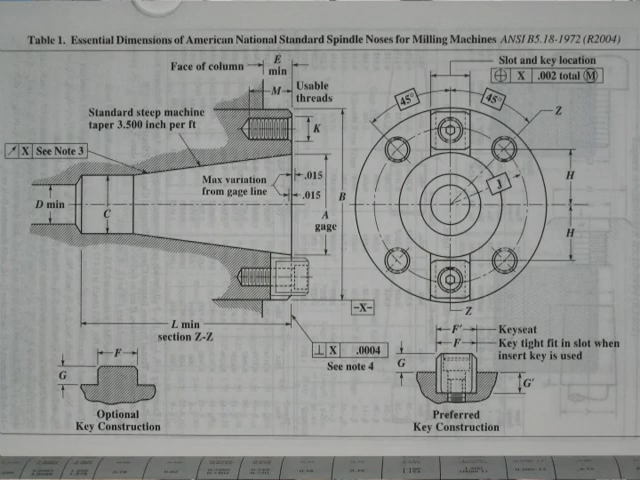 Table 1. Essential Dimensions of American National Standard Spindle Noses for Milling Machines ANSI B5.18-1972 (R2004)
Face of column
E
min
M
Usable
threads
Slot and key location
⌖ X .002 total Ⓜ
45°
45°
Z
Standard steep machine
taper 3.500 inch per ft
K
↗ X See Note 3
Max variation
from gage line
.015
.015
D min
C
A
gage
B
J
H
H
Z
-X-
L min
section Z-Z
⊥ X .0004
See note 4
F
G
Optional
Key Construction
F'
Keyseat
F
Key tight fit in slot when
insert key is used
G
G'
Preferred
Key Construction